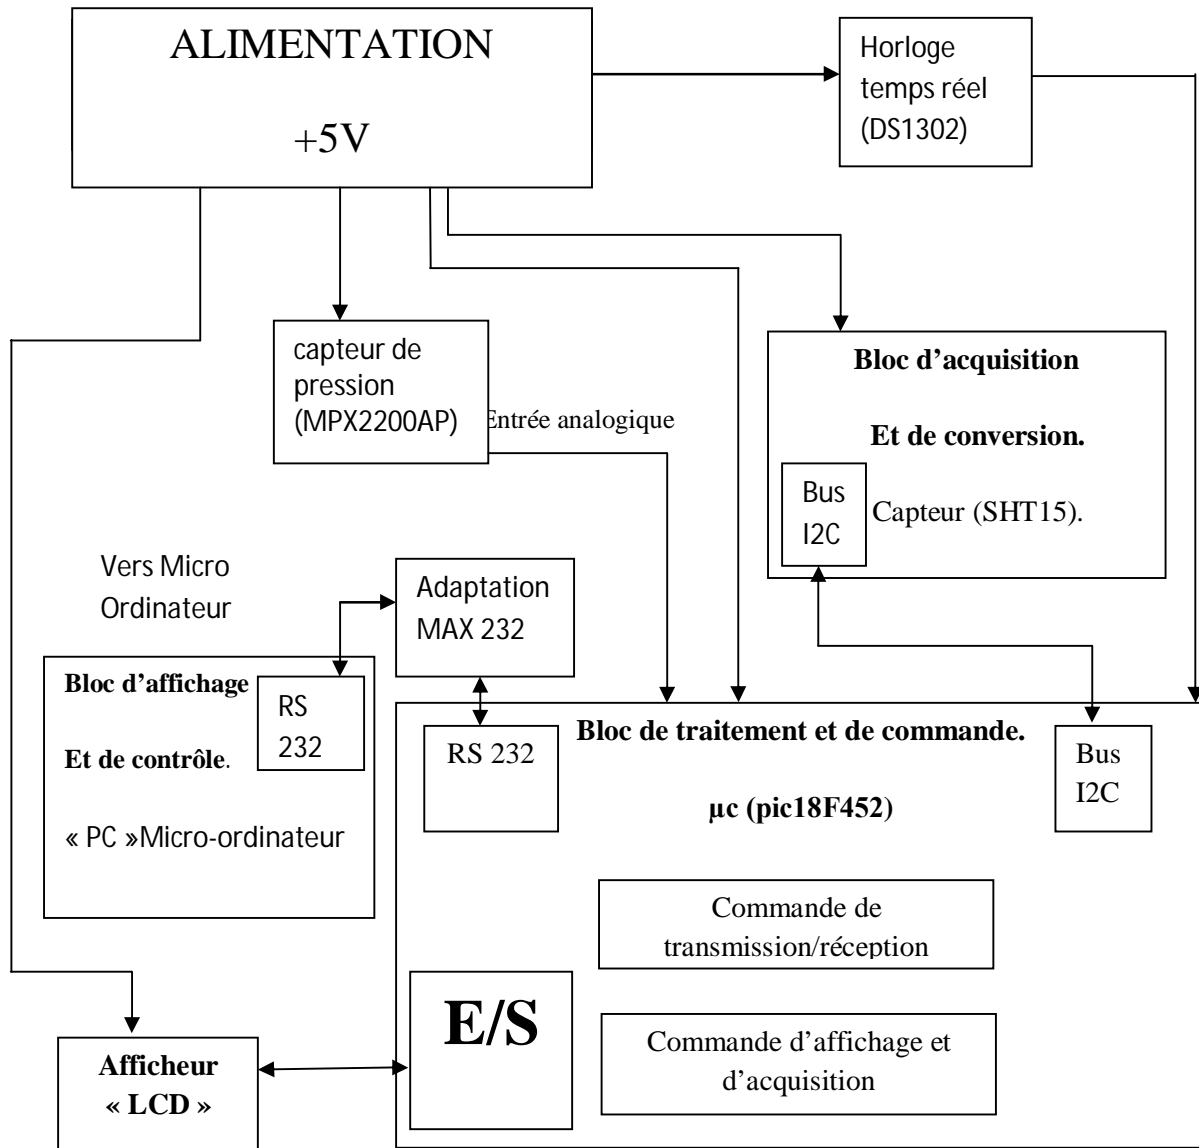 ALIMENTATION
+5V
Horloge
temps réel
(DS1302)
capteur de
pression
(MPX2200AP)
Entrée analogique
Bloc d’acquisition
Et de conversion.
Bus
I2C
Capteur (SHT15).
Vers Micro
Ordinateur
Adaptation
MAX 232
Bloc d’affichage
Et de contrôle.
RS
232
« PC »Micro-ordinateur
RS 232
Bloc de traitement et de commande.
µc (pic18F452)
Bus
I2C
Commande de
transmission/réception
E/S
Commande d’affichage et
d’acquisition
Afficheur
« LCD »